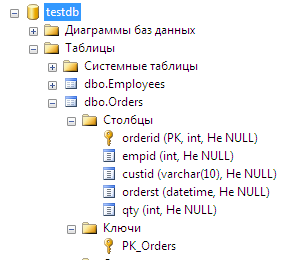 testdb
Диаграммы баз данных
Таблицы
Системные таблицы
dbo.Employees
dbo.Orders
Столбцы
orderid (PK, int, Не NULL)
empid (int, Не NULL)
custid (varchar(10), Не NULL)
orderst (datetime, Не NULL)
qty (int, Не NULL)
Ключи
PK_Orders